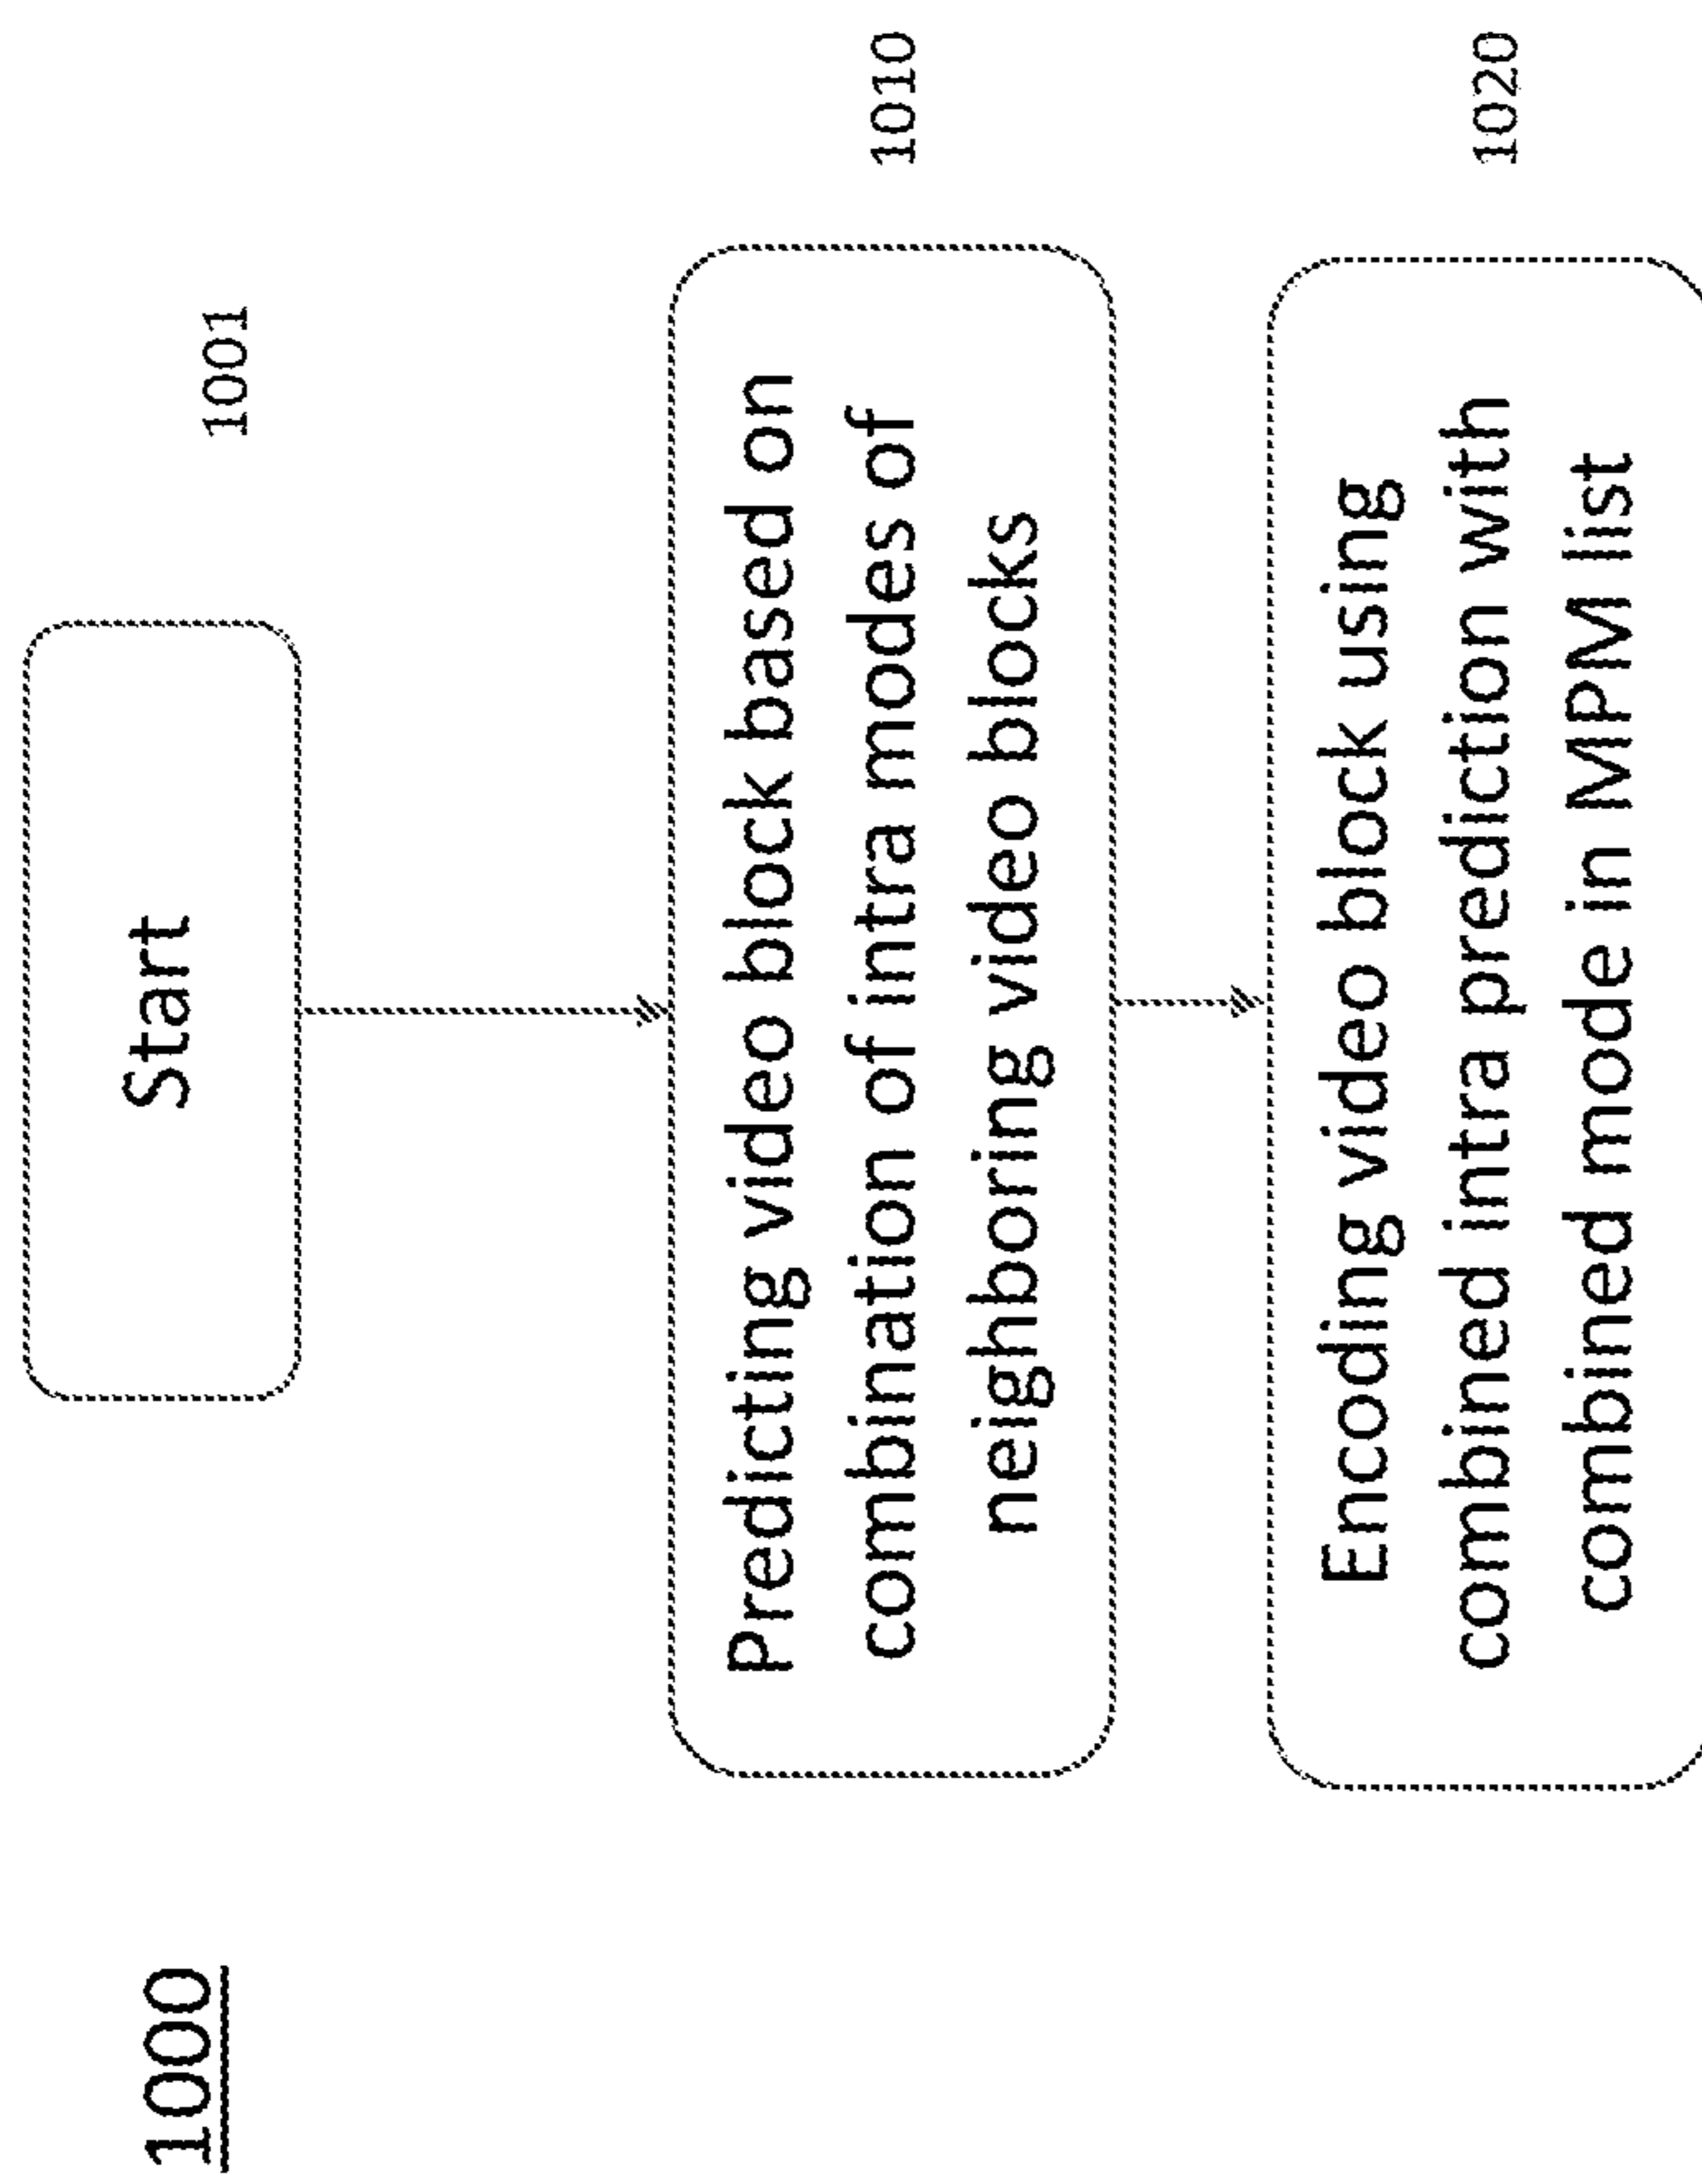 1000
Start
1001
Predicting video block based on
combination of intra modes of
neighboring video blocks
1010
Encoding video block using
combined intra prediction with
combined mode in MPM list
1020